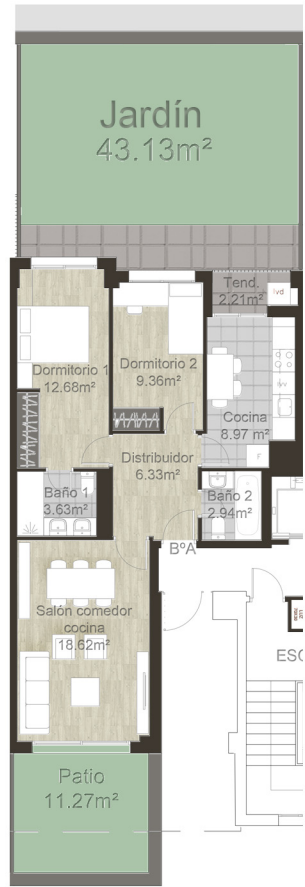 Jardín
43.13m²
Tend.
2.21m²
lvd
Dormitorio 1
12.68m²
Dormitorio 2
9.36m²
Cocina
8.97 m²
lvv
F
Distribuidor
6.33m²
Baño 1
3.63m²
Baño 2
2.94m²
BºA
Salón comedor
cocina
18.62m²
ESC
Patio
11.27m²